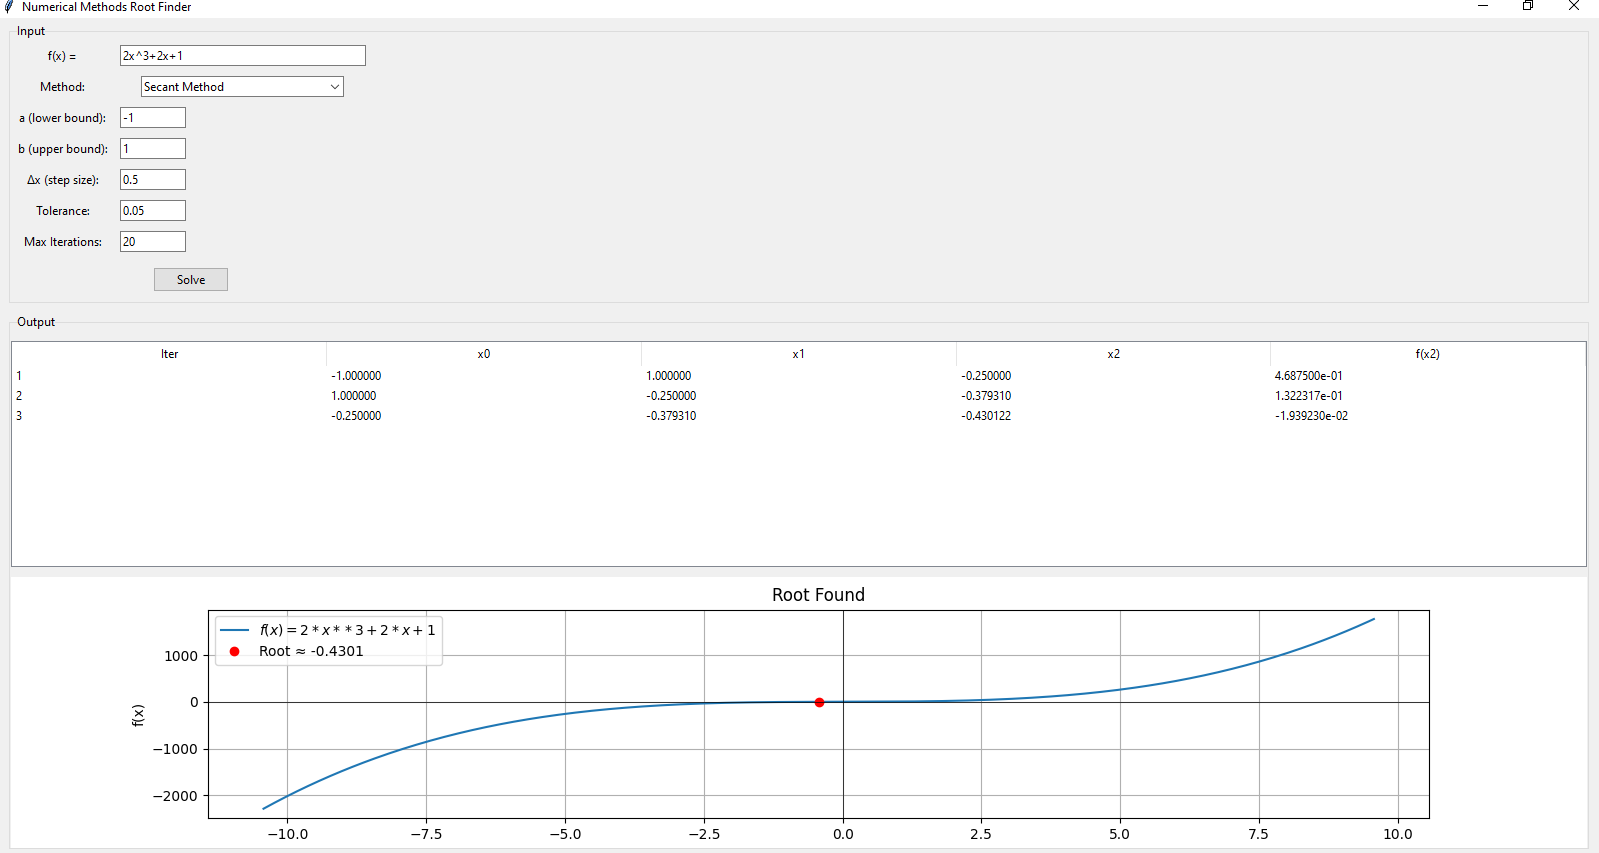 Numerical Methods Root Finder
Input
f(x) = 2x^3+2x+1
Method: Secant Method
a (lower bound): -1
b (upper bound): 1
Δx (step size): 0.5
Tolerance: 0.05
Max Iterations: 20
Solve
Output
Iter x0 x1 x2 f(x2)
1 -1.000000 1.000000 -0.250000 4.687500e-01
2 1.000000 -0.250000 -0.379310 1.322317e-01
3 -0.250000 -0.379310 -0.430122 -1.939230e-02
Root Found
f(x) = 2 * x * * 3 + 2 * x + 1
Root ≈ -0.4301
1000
0
−1000
−2000
f(x)
−10.0 −7.5 −5.0 −2.5 0.0 2.5 5.0 7.5 10.0